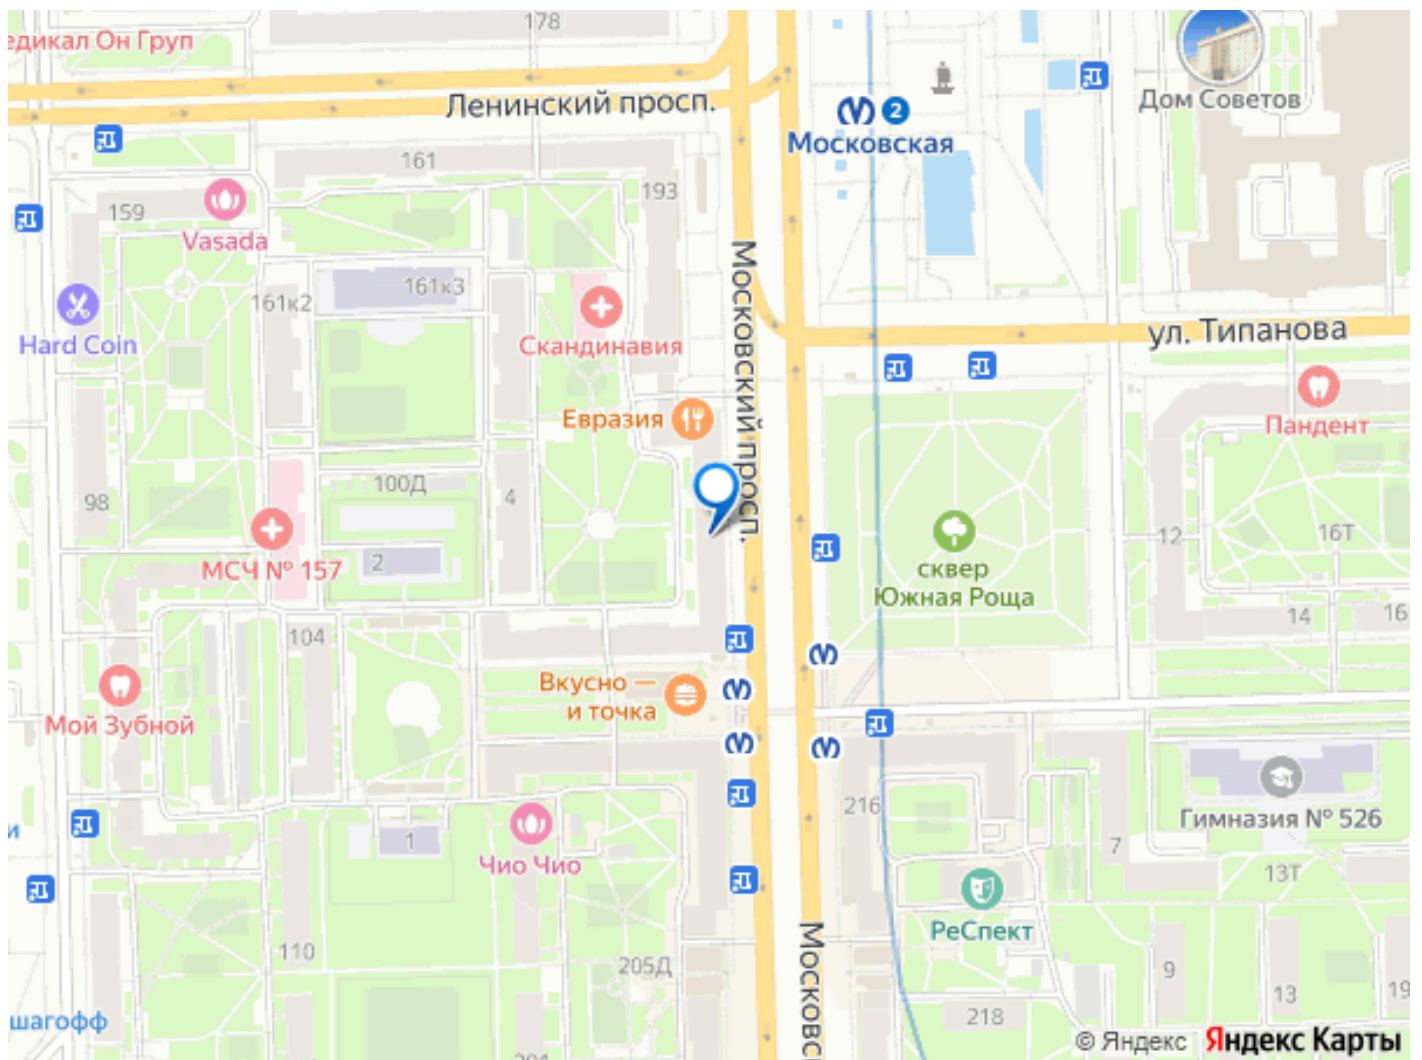 178
едикал Он Груп
Дом Советов
Ленинский просп.
2
Московская
161
193
159
Vasada
161к2
161к3
Московский просп.
Hard Coin
Скандинавия
ул. Типанова
Евразия
Пандент
98
100Д
4
МСЧ № 157
2
12
16Т
сквер
Южная Роща
14
16
104
Вкусно —
и точка
Мой Зубной
216
Гимназия № 526
1
7
Чио Чио
13Т
РеСпект
110
205Д
Московс
9
13
19
218
шагофф
и
© Яндекс
Яндекс Карты